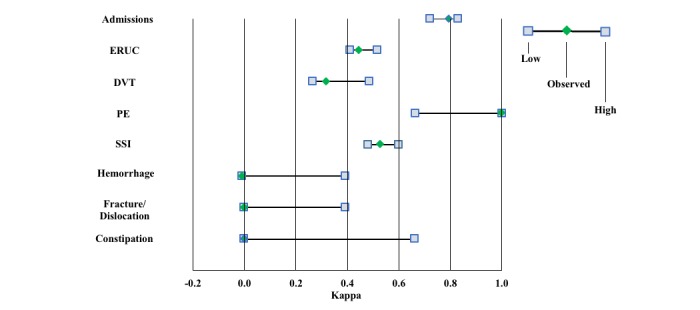 Admissions
ERUC
DVT
PE
SSI
Hemorrhage
Fracture/
Dislocation
Constipation
-0.2 0.0 0.2 0.4 0.6 0.8 1.0
Kappa
Low
Observed
High